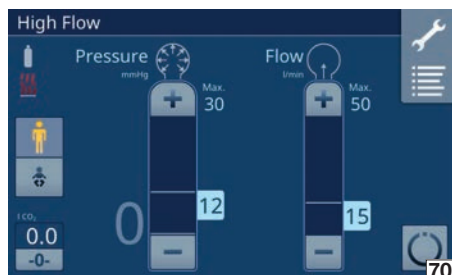 High Flow
Pressure
mmHg
Flow
l/min
Max.
30
Max.
50
+
+
0
12
15
I CO₂
0.0
-0-
−
−
70